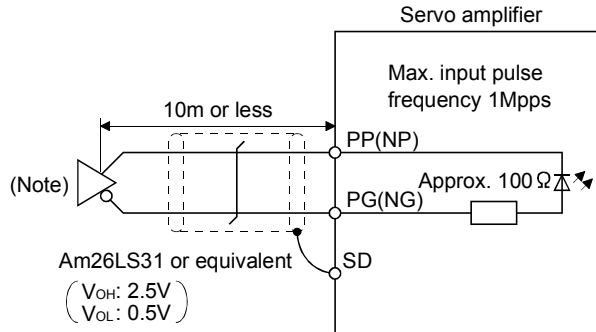 Servo amplifier
Max. input pulse
frequency 1Mpps
10m or less
PP(NP)
(Note)
Approx. 100Ω
PG(NG)
Am26LS31 or equivalent
SD
VOH: 2.5V
VOL: 0.5V